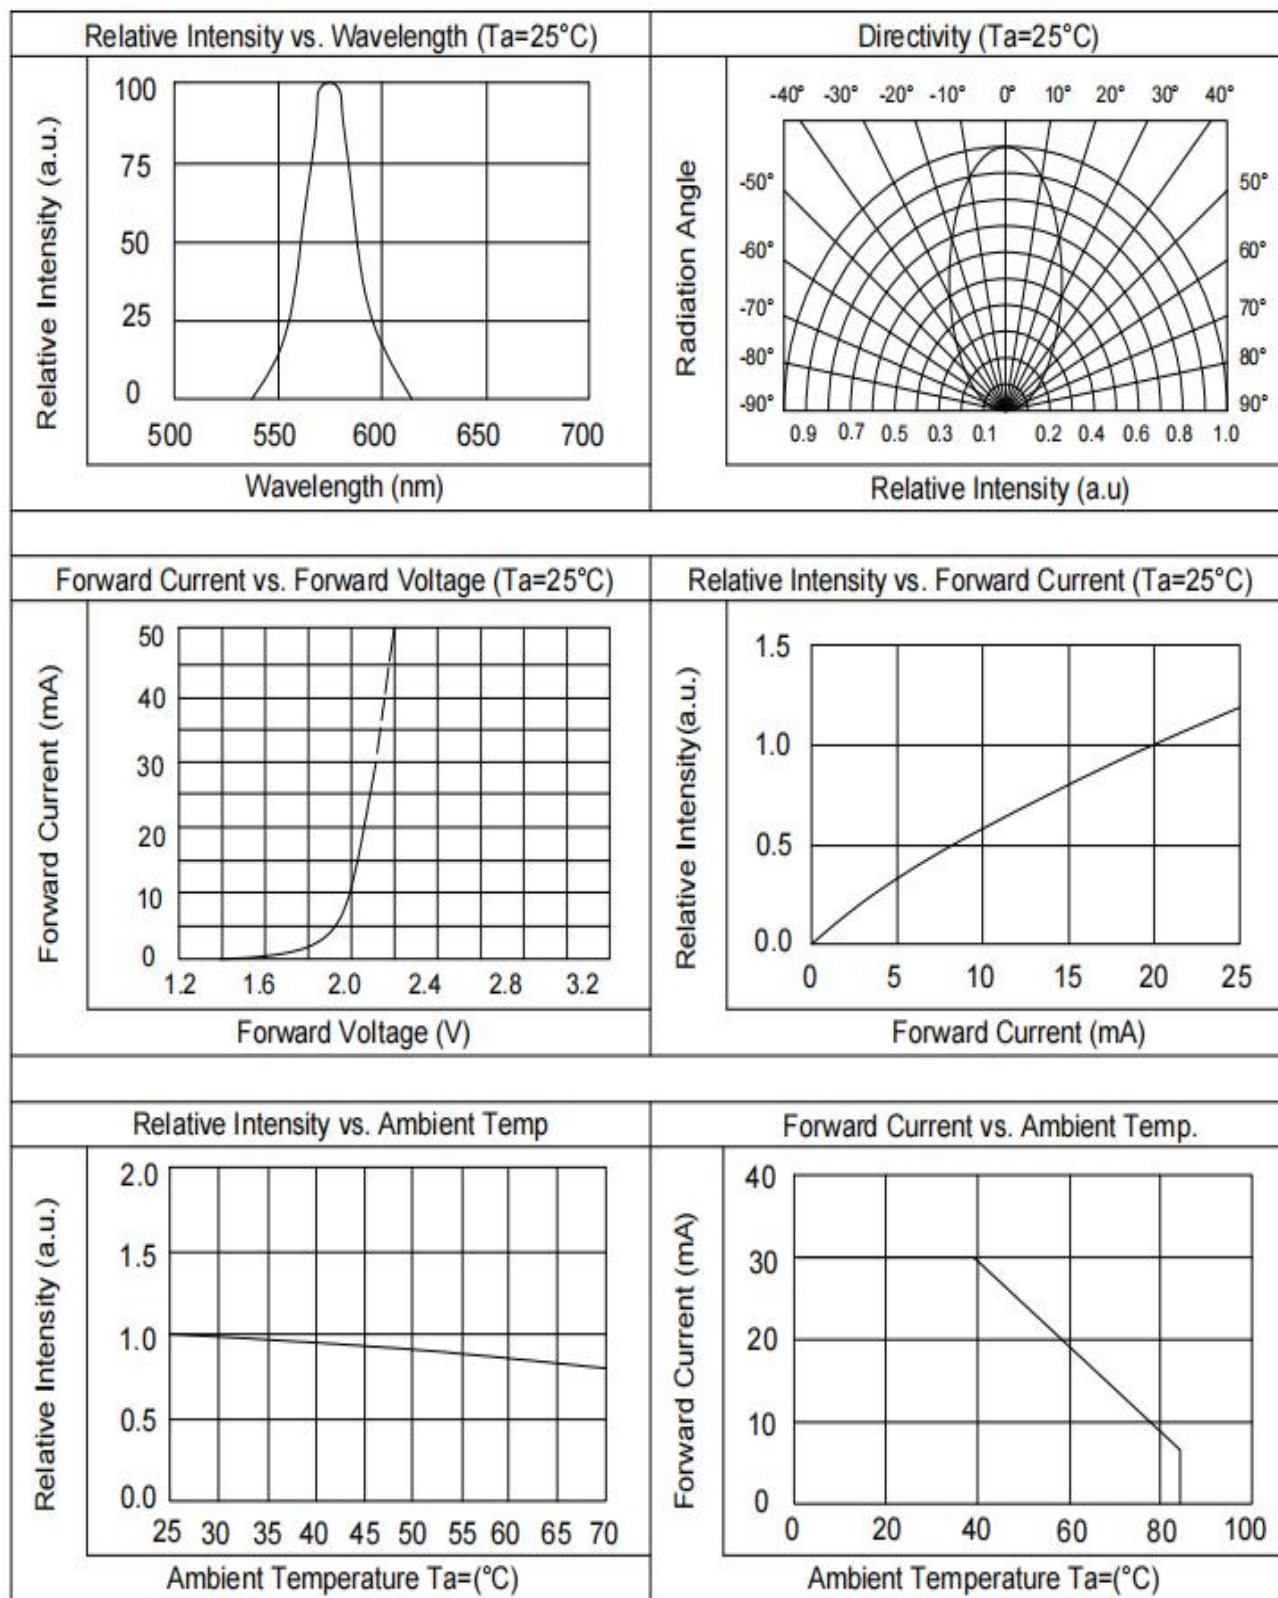 Relative Intensity vs. Wavelength (Ta=25°C)
Relative Intensity (a.u.)
100
75
50
25
0
500 550 600 650 700
Wavelength (nm)
Directivity (Ta=25°C)
Radiation Angle
-40° -30° -20° -10° 0° 10° 20° 30° 40°
-50° 50°
-60° 60°
-70° 70°
-80° 80°
-90° 90°
0.9 0.7 0.5 0.3 0.1 0.2 0.4 0.6 0.8 1.0
Relative Intensity (a.u)
Forward Current vs. Forward Voltage (Ta=25°C)
Forward Current (mA)
50
40
30
20
10
0
1.2 1.6 2.0 2.4 2.8 3.2
Forward Voltage (V)
Relative Intensity vs. Forward Current (Ta=25°C)
Relative Intensity(a.u.)
1.5
1.0
0.5
0.0
0 5 10 15 20 25
Forward Current (mA)
Relative Intensity vs. Ambient Temp
Relative Intensity (a.u.)
2.0
1.5
1.0
0.5
0.0
25 30 35 40 45 50 55 60 65 70
Ambient Temperature Ta=(°C)
Forward Current vs. Ambient Temp.
Forward Current (mA)
40
30
20
10
0
0 20 40 60 80 100
Ambient Temperature Ta=(°C)